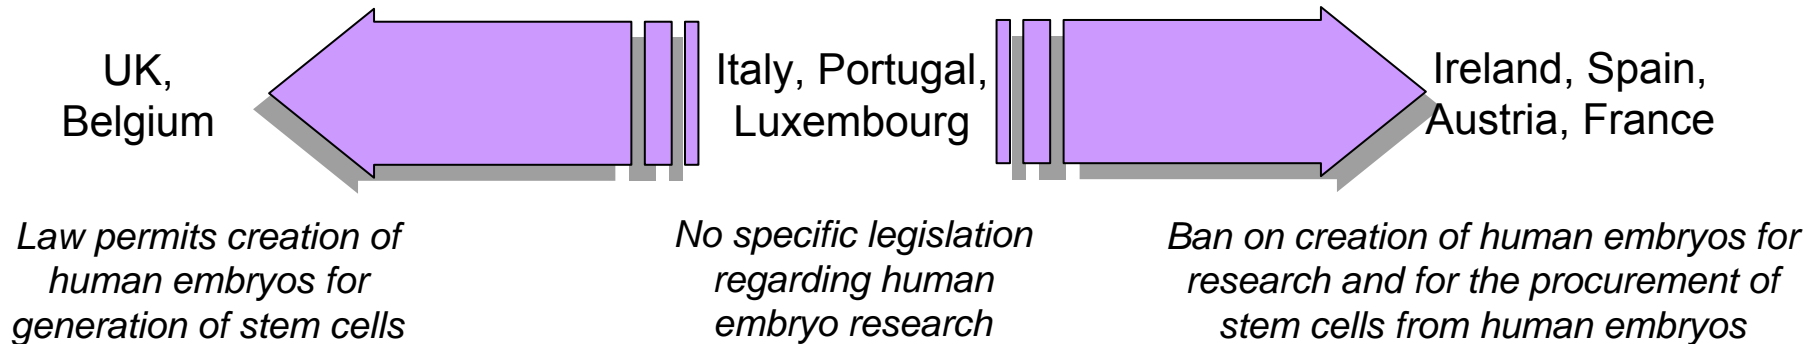 UK,
Belgium
Italy, Portugal,
Luxembourg
Ireland, Spain,
Austria, France
Law permits creation of
human embryos for
generation of stem cells
No specific legislation
regarding human
embryo research
Ban on creation of human embryos for
research and for the procurement of
stem cells from human embryos